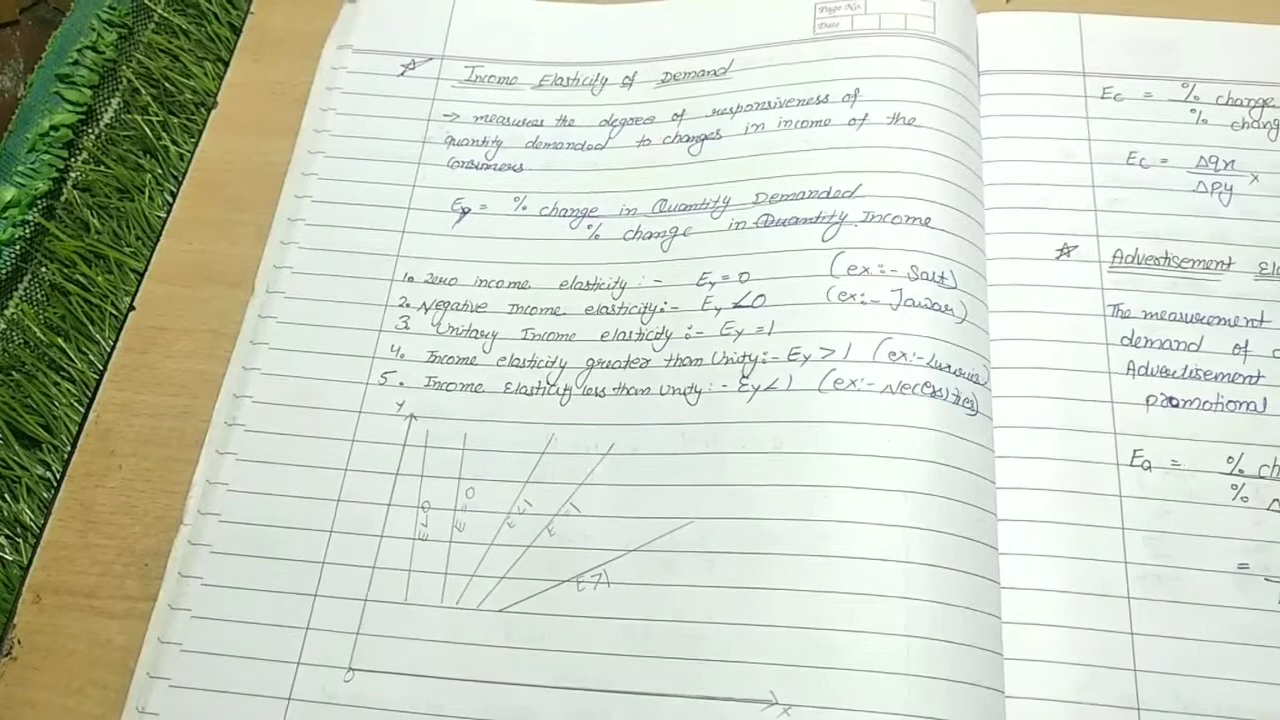 Page No.
Date
Income Elasticity of Demand
→ measures the degree of responsiveness of
quantity demanded to changes in income of the
consumers.
Ey = % change in Quantity Demanded
% change in Quantity Income
1. Zero income elasticity :- Ey = 0 (ex:- Salt)
2. Negative Income elasticity:- Ey <0 (ex:- Jawar)
3. Unitary Income elasticity :- Ey = 1
4. Income elasticity greater than Unity:- Ey > 1 (ex:- Luxurie)
5. Income Elasticity less than Unity:- Ey < 1 (ex:- Necessities)
Y
E<0
E=0
E<1
E=1
E>1
0
X
Ec = % change
% chang
Ec = Δqx ×
ΔPy
Advertisement Ela
The measurement
demand of
Advertisement
promotional
Ea = % ch
% Δ
=